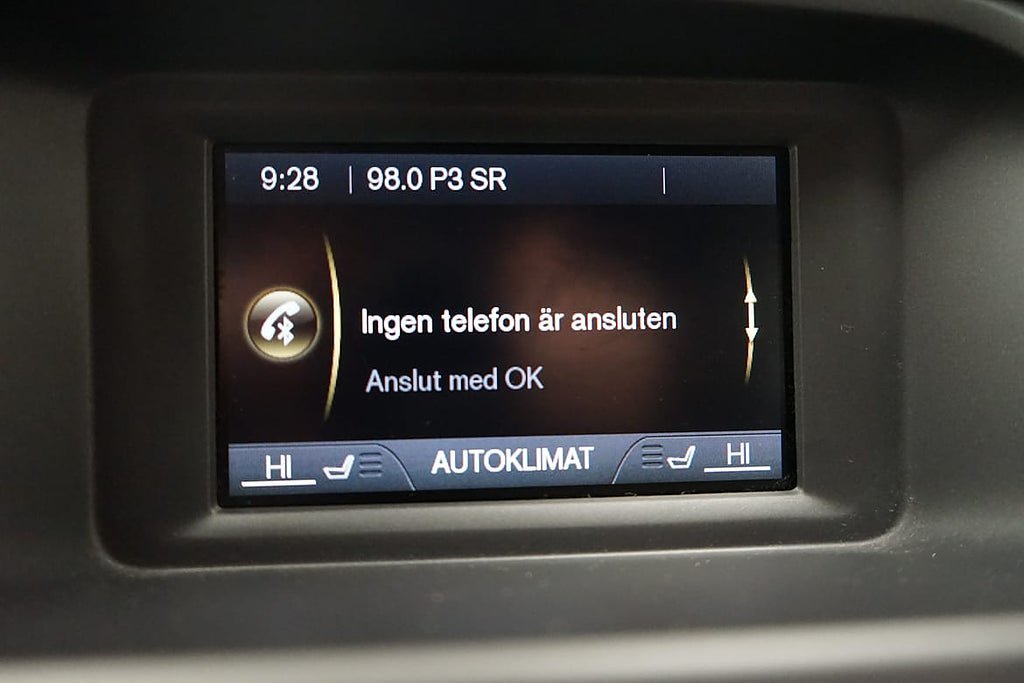 9:28 | 98.0 P3 SR |
Ingen telefon är ansluten
Anslut med OK
HI AUTOKLIMAT HI